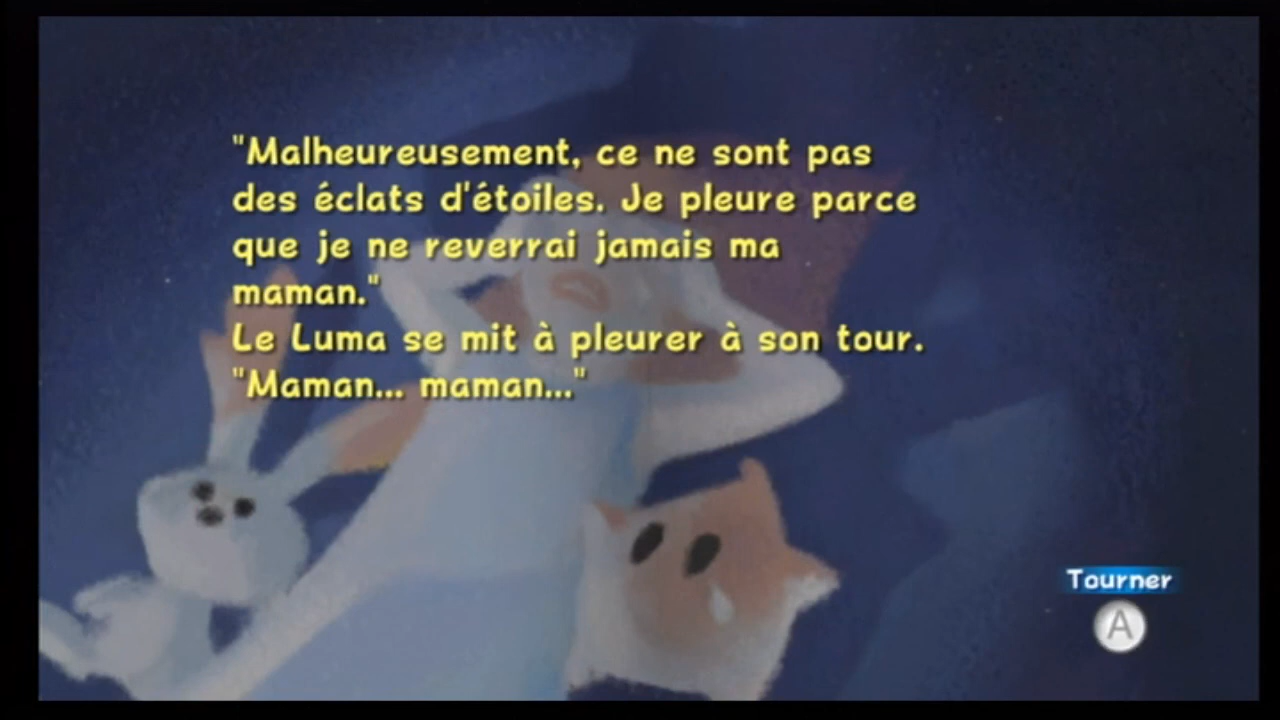 "Malheureusement, ce ne sont pas
des éclats d'étoiles. Je pleure parce
que je ne reverrai jamais ma
maman."
Le Luma se mit à pleurer à son tour.
"Maman... maman..."
Tourner
A